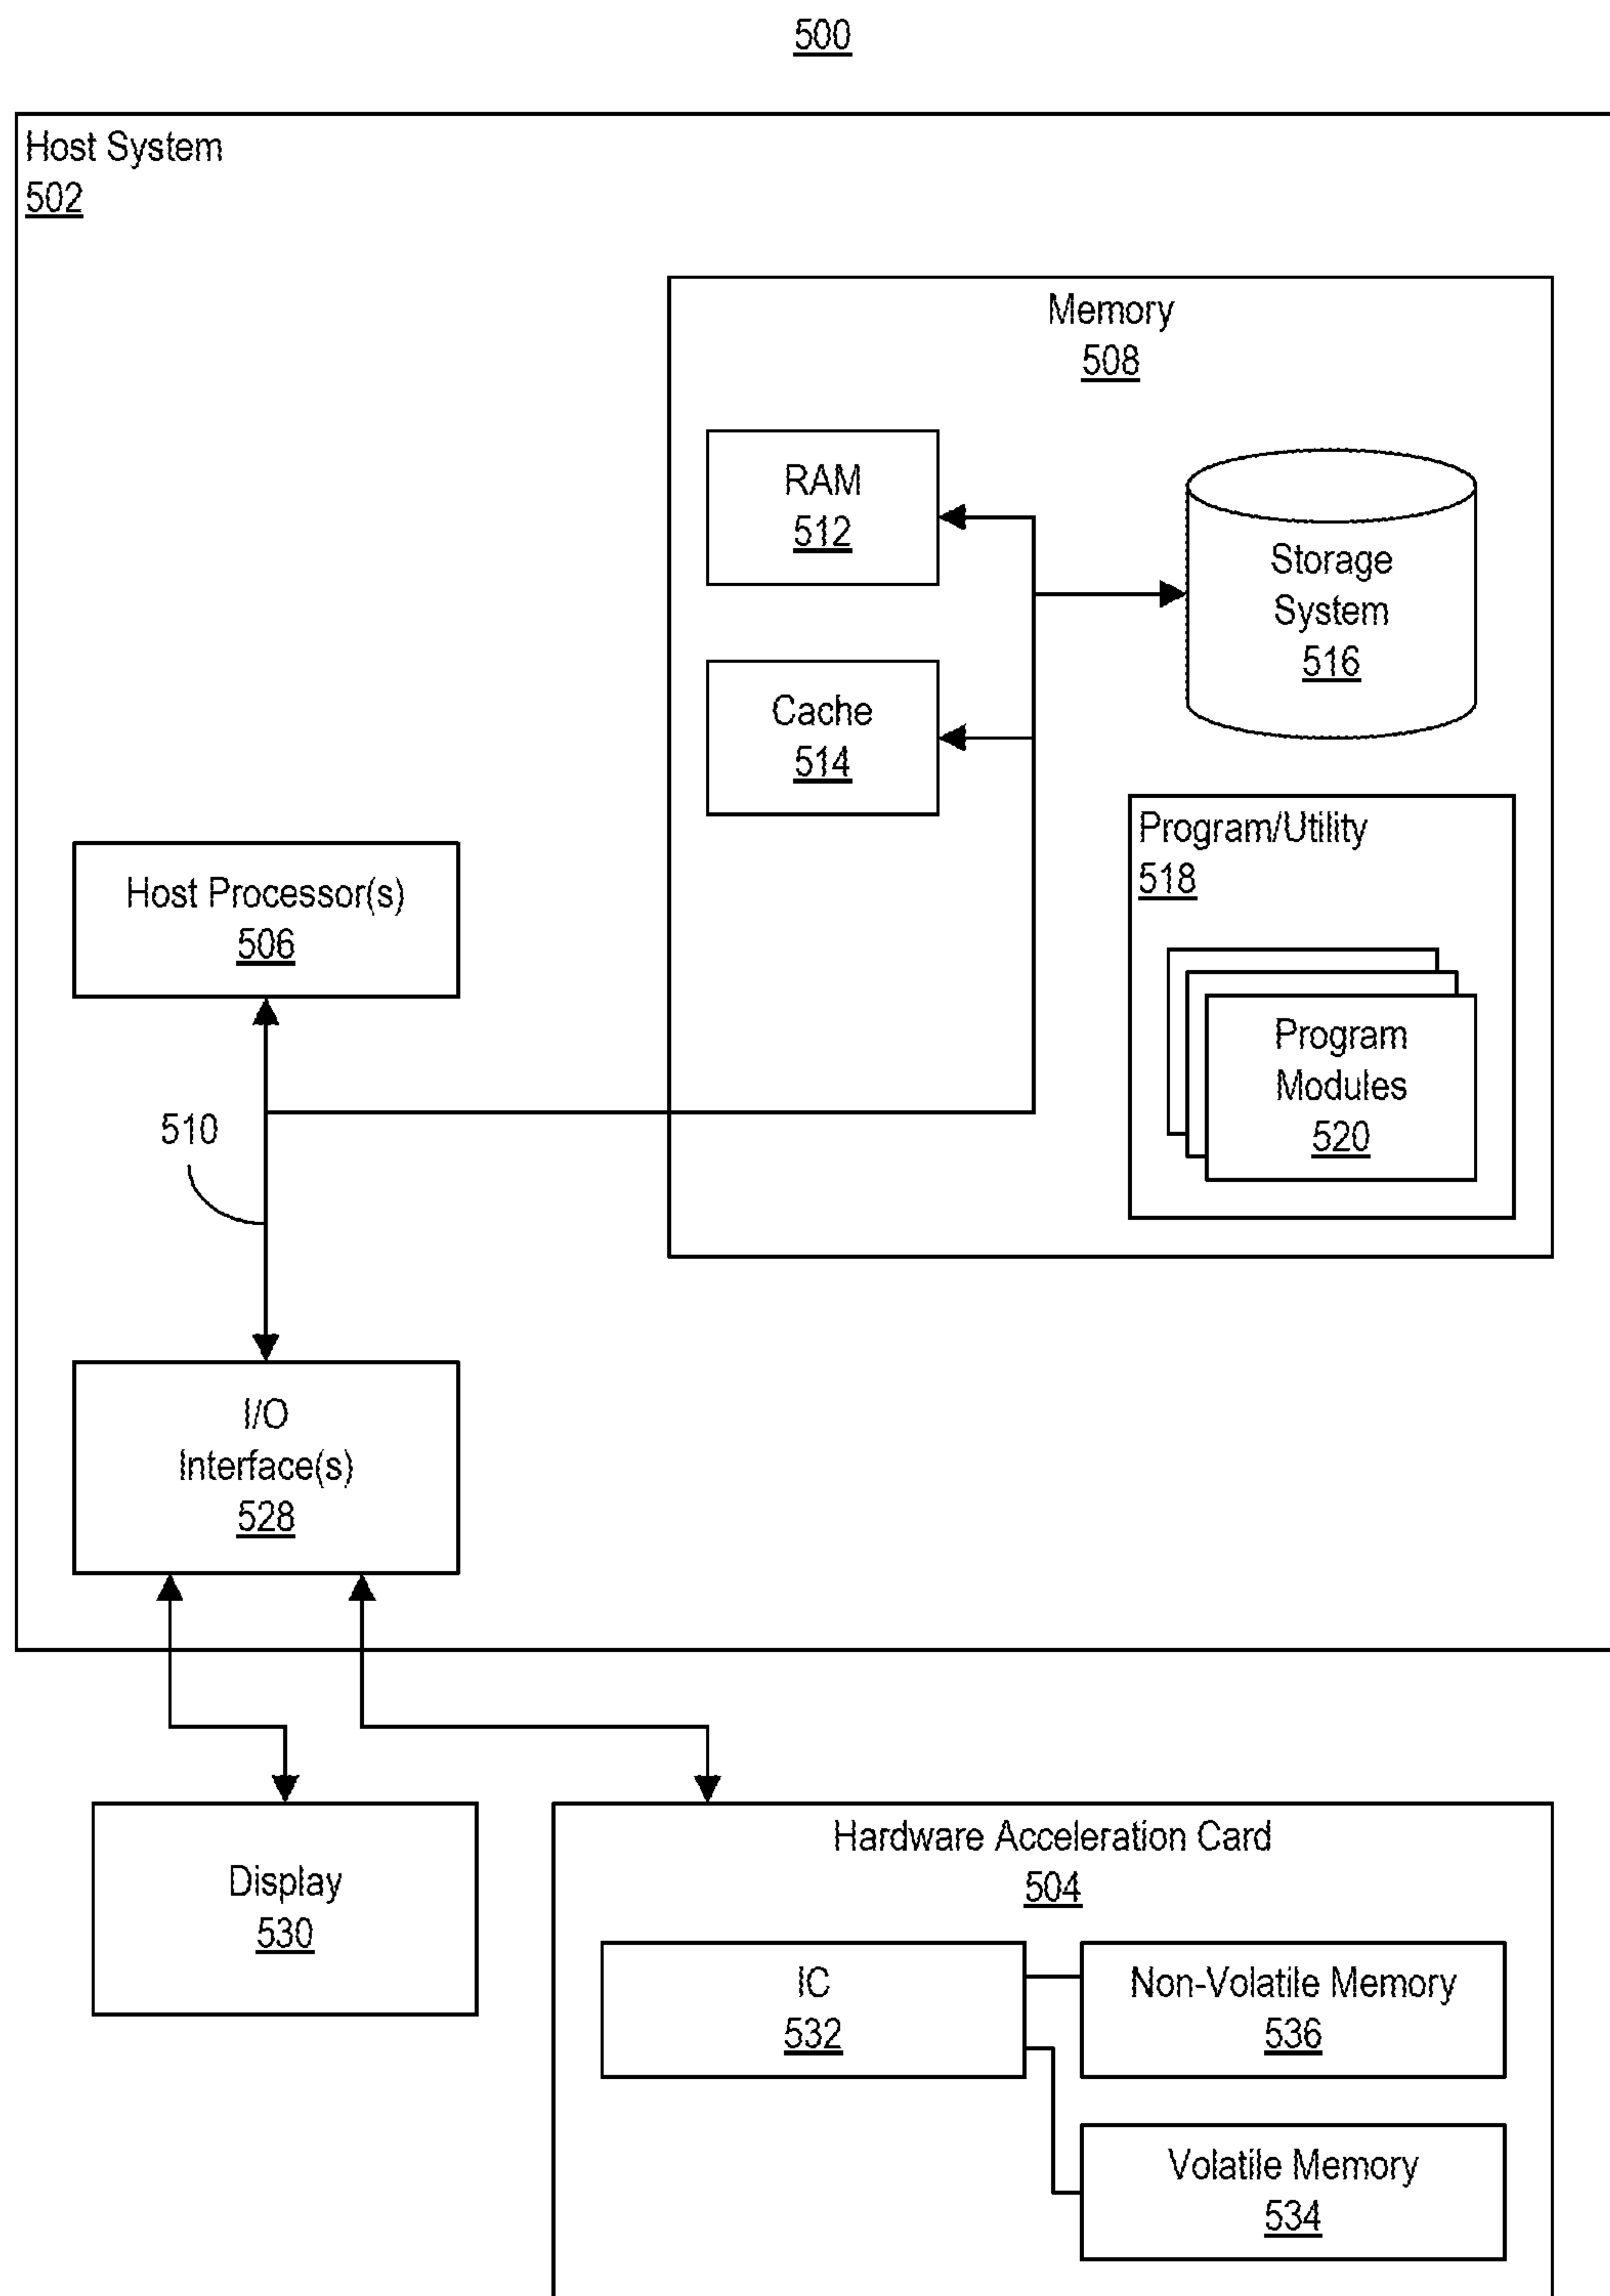 500
Host System
502
Memory
508
RAM
512
Storage
System
516
Cache
514
Program/Utility
518
Host Processor(s)
506
Program
Modules
520
510
I/O
Interface(s)
528
Hardware Acceleration Card
504
Display
530
IC
532
Non-Volatile Memory
536
Volatile Memory
534